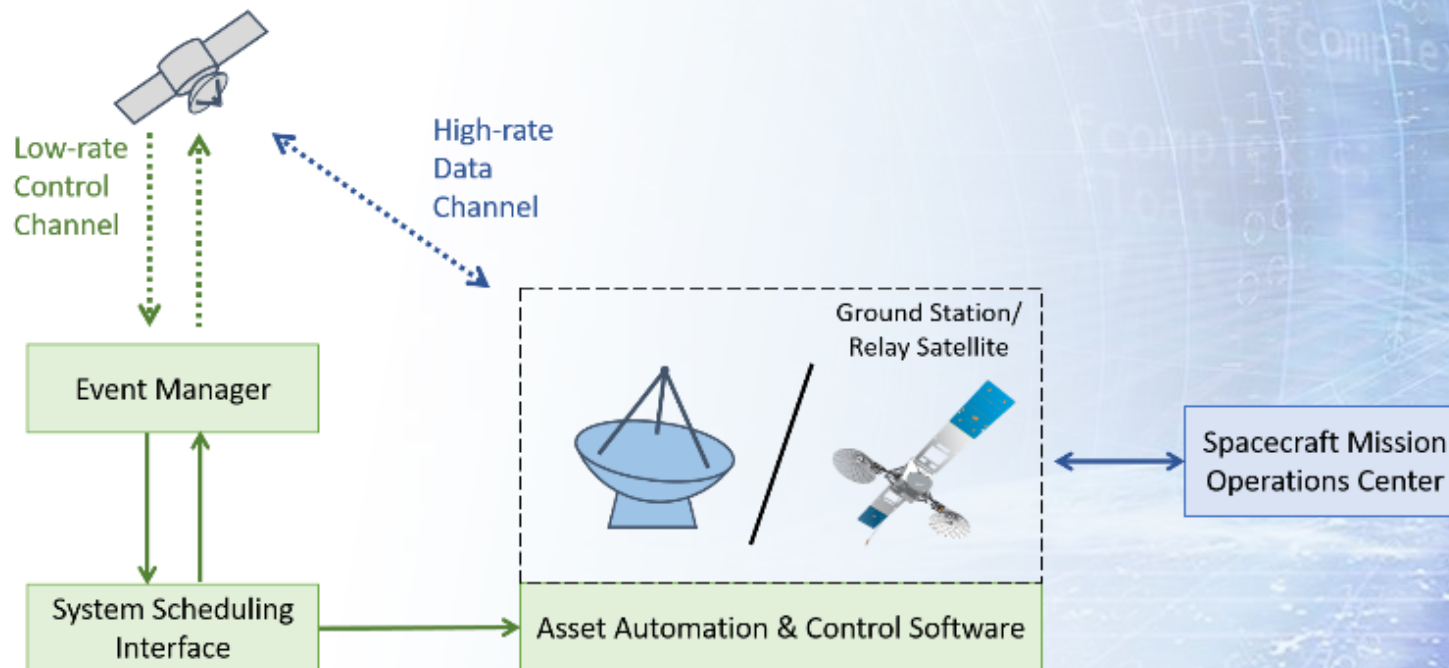 Low-rate
Control
Channel
High-rate
Data
Channel
Ground Station/
Relay Satellite
Event Manager
Spacecraft Mission
Operations Center
System Scheduling
Interface
Asset Automation & Control Software